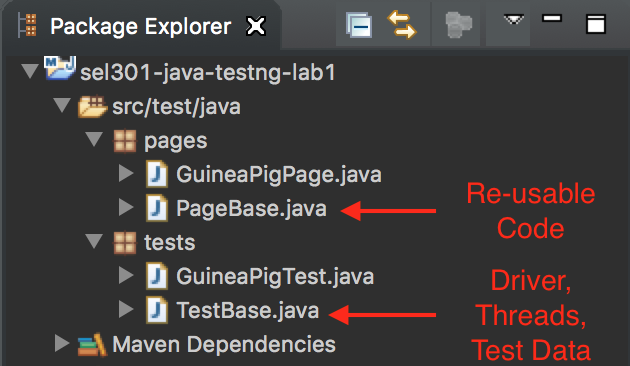 Package Explorer
sel301-java-testng-lab1
src/test/java
pages
GuineaPigPage.java
PageBase.java
Re-usable
Code
tests
GuineaPigTest.java
TestBase.java
Driver,
Threads,
Test Data
Maven Dependencies